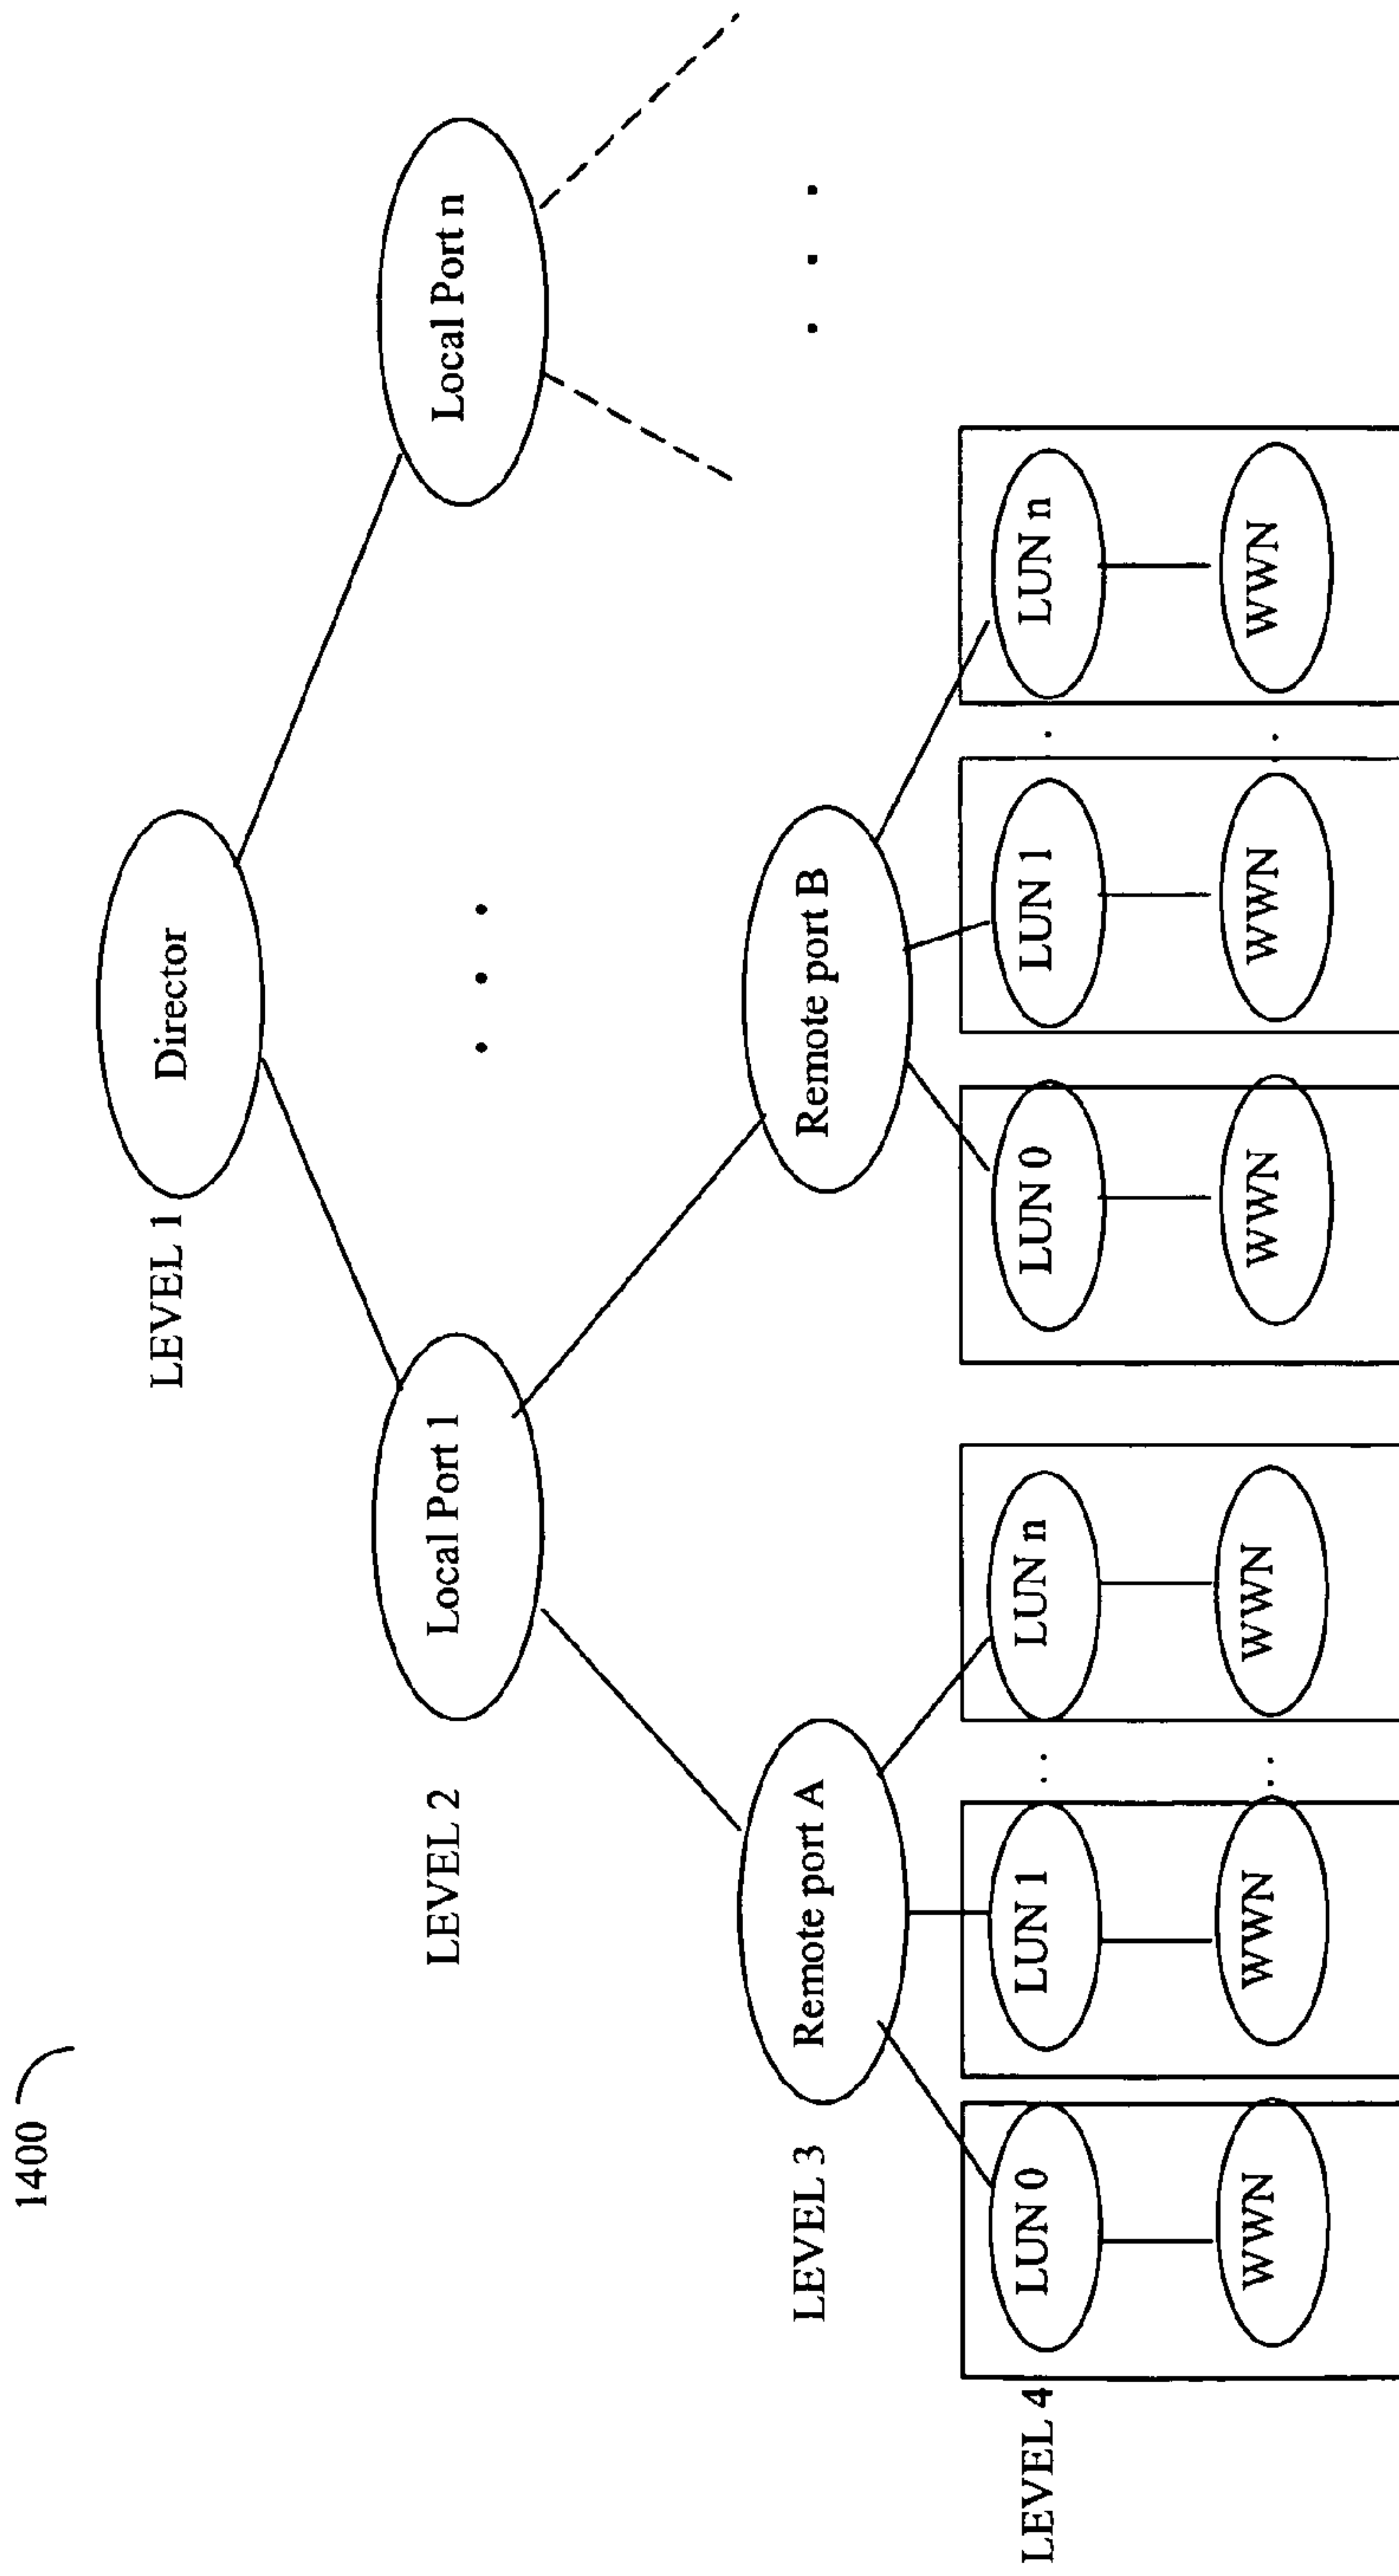 1400
LEVEL 1
Director
LEVEL 2
Local Port 1
Local Port n
LEVEL 3
Remote port A
Remote port B
LEVEL 4
LUN 0
LUN 1
LUN n
LUN 0
LUN 1
LUN n
WWN
WWN
WWN
WWN
WWN
WWN